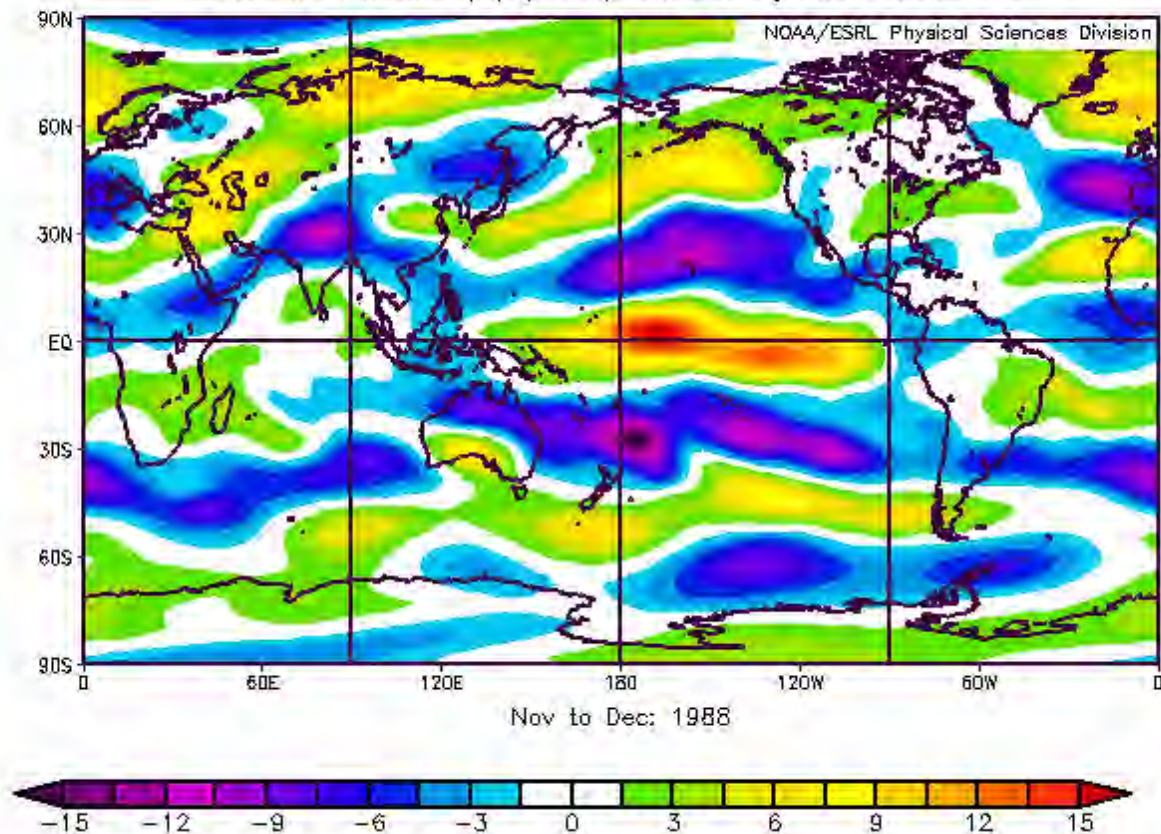 NOAA/ESRL Physical Sciences Division
90N
60N
30N
EQ
30S
60S
90S
0 60E 120E 180 120W 60W 0
Nov to Dec: 1988
-15 -12 -9 -6 -3 0 3 6 9 12 15